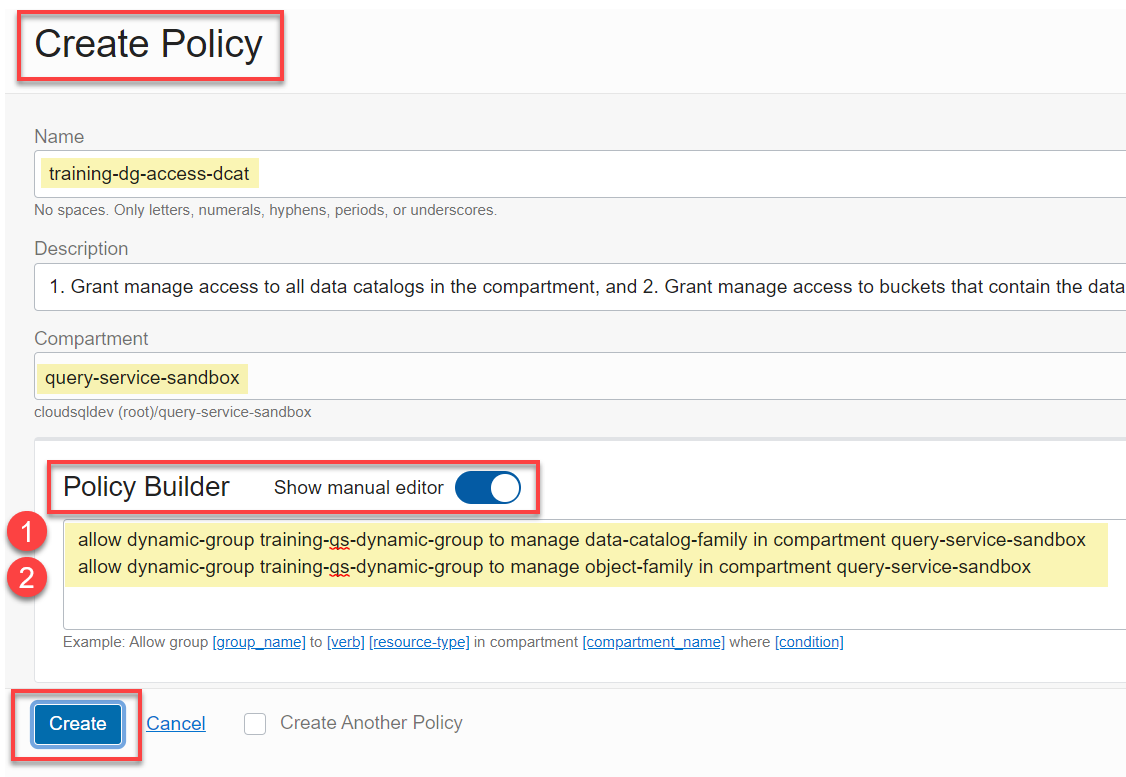 Create Policy
Name
training-dg-access-dcat
No spaces. Only letters, numerals, hyphens, periods, or underscores.
Description
1. Grant manage access to all data catalogs in the compartment, and 2. Grant manage access to buckets that contain the data
Compartment
query-service-sandbox
cloudsqldev (root)/query-service-sandbox
Policy Builder Show manual editor
1 allow dynamic-group training-qs-dynamic-group to manage data-catalog-family in compartment query-service-sandbox
2 allow dynamic-group training-qs-dynamic-group to manage object-family in compartment query-service-sandbox
Example: Allow group [group_name] to [verb] [resource-type] in compartment [compartment_name] where [condition]
Create Cancel Create Another Policy